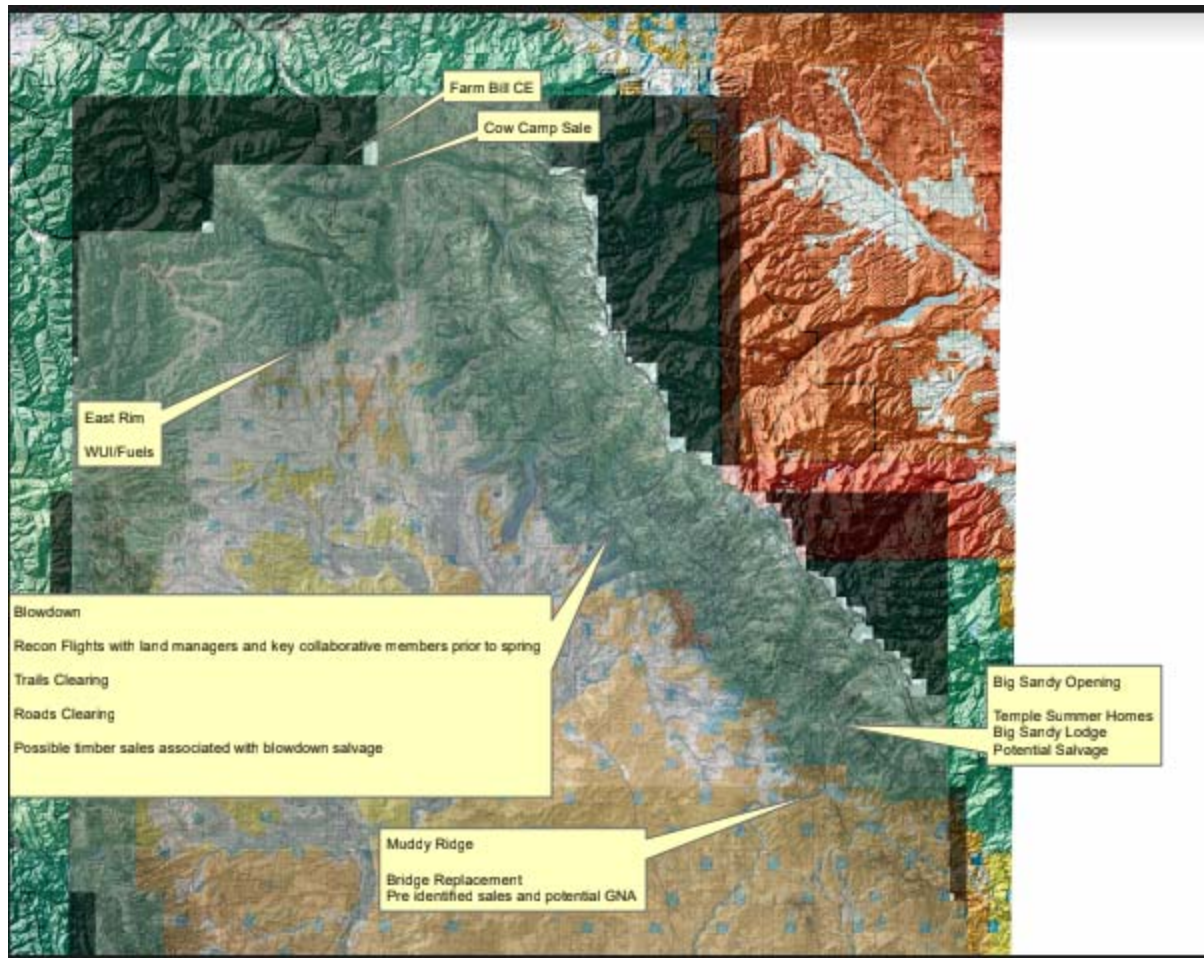 Farm Bill CE
Cow Camp Sale
East Rim
WUI/Fuels
Blowdown
Recon Flights with land managers and key collaborative members prior to spring
Trails Clearing
Roads Clearing
Possible timber sales associated with blowdown salvage
Big Sandy Opening
Temple Summer Homes
Big Sandy Lodge
Potential Salvage
Muddy Ridge
Bridge Replacement
Pre identified sales and potential GNA